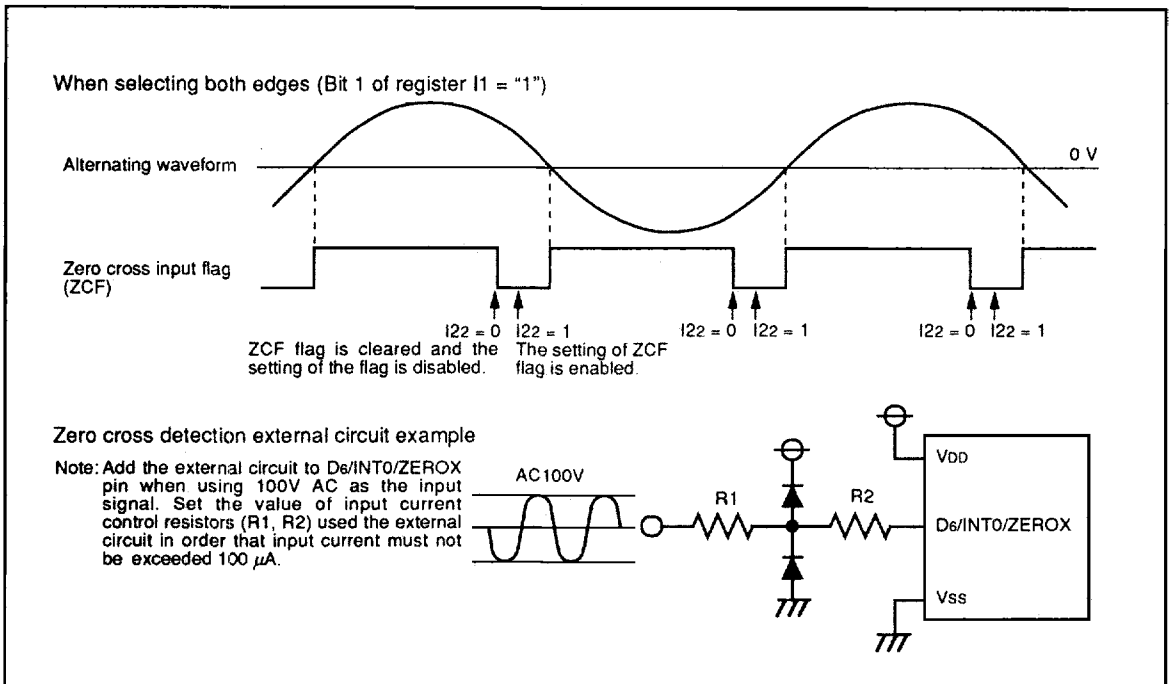 When selecting both edges (Bit 1 of register I1 = “1”)
Alternating waveform
0 V
Zero cross input flag
(ZCF)
I22 = 0 I22 = 1
I22 = 0 I22 = 1
I22 = 0 I22 = 1
ZCF flag is cleared and the
setting of the flag is disabled.
The setting of ZCF
flag is enabled.
Zero cross detection external circuit example
Note: Add the external circuit to D6/INT0/ZEROX
pin when using 100V AC as the input
signal. Set the value of input current
control resistors (R1, R2) used the external
circuit in order that input current must not
be exceeded 100 μA.
AC100V
R1
R2
VDD
D6/INT0/ZEROX
VSS